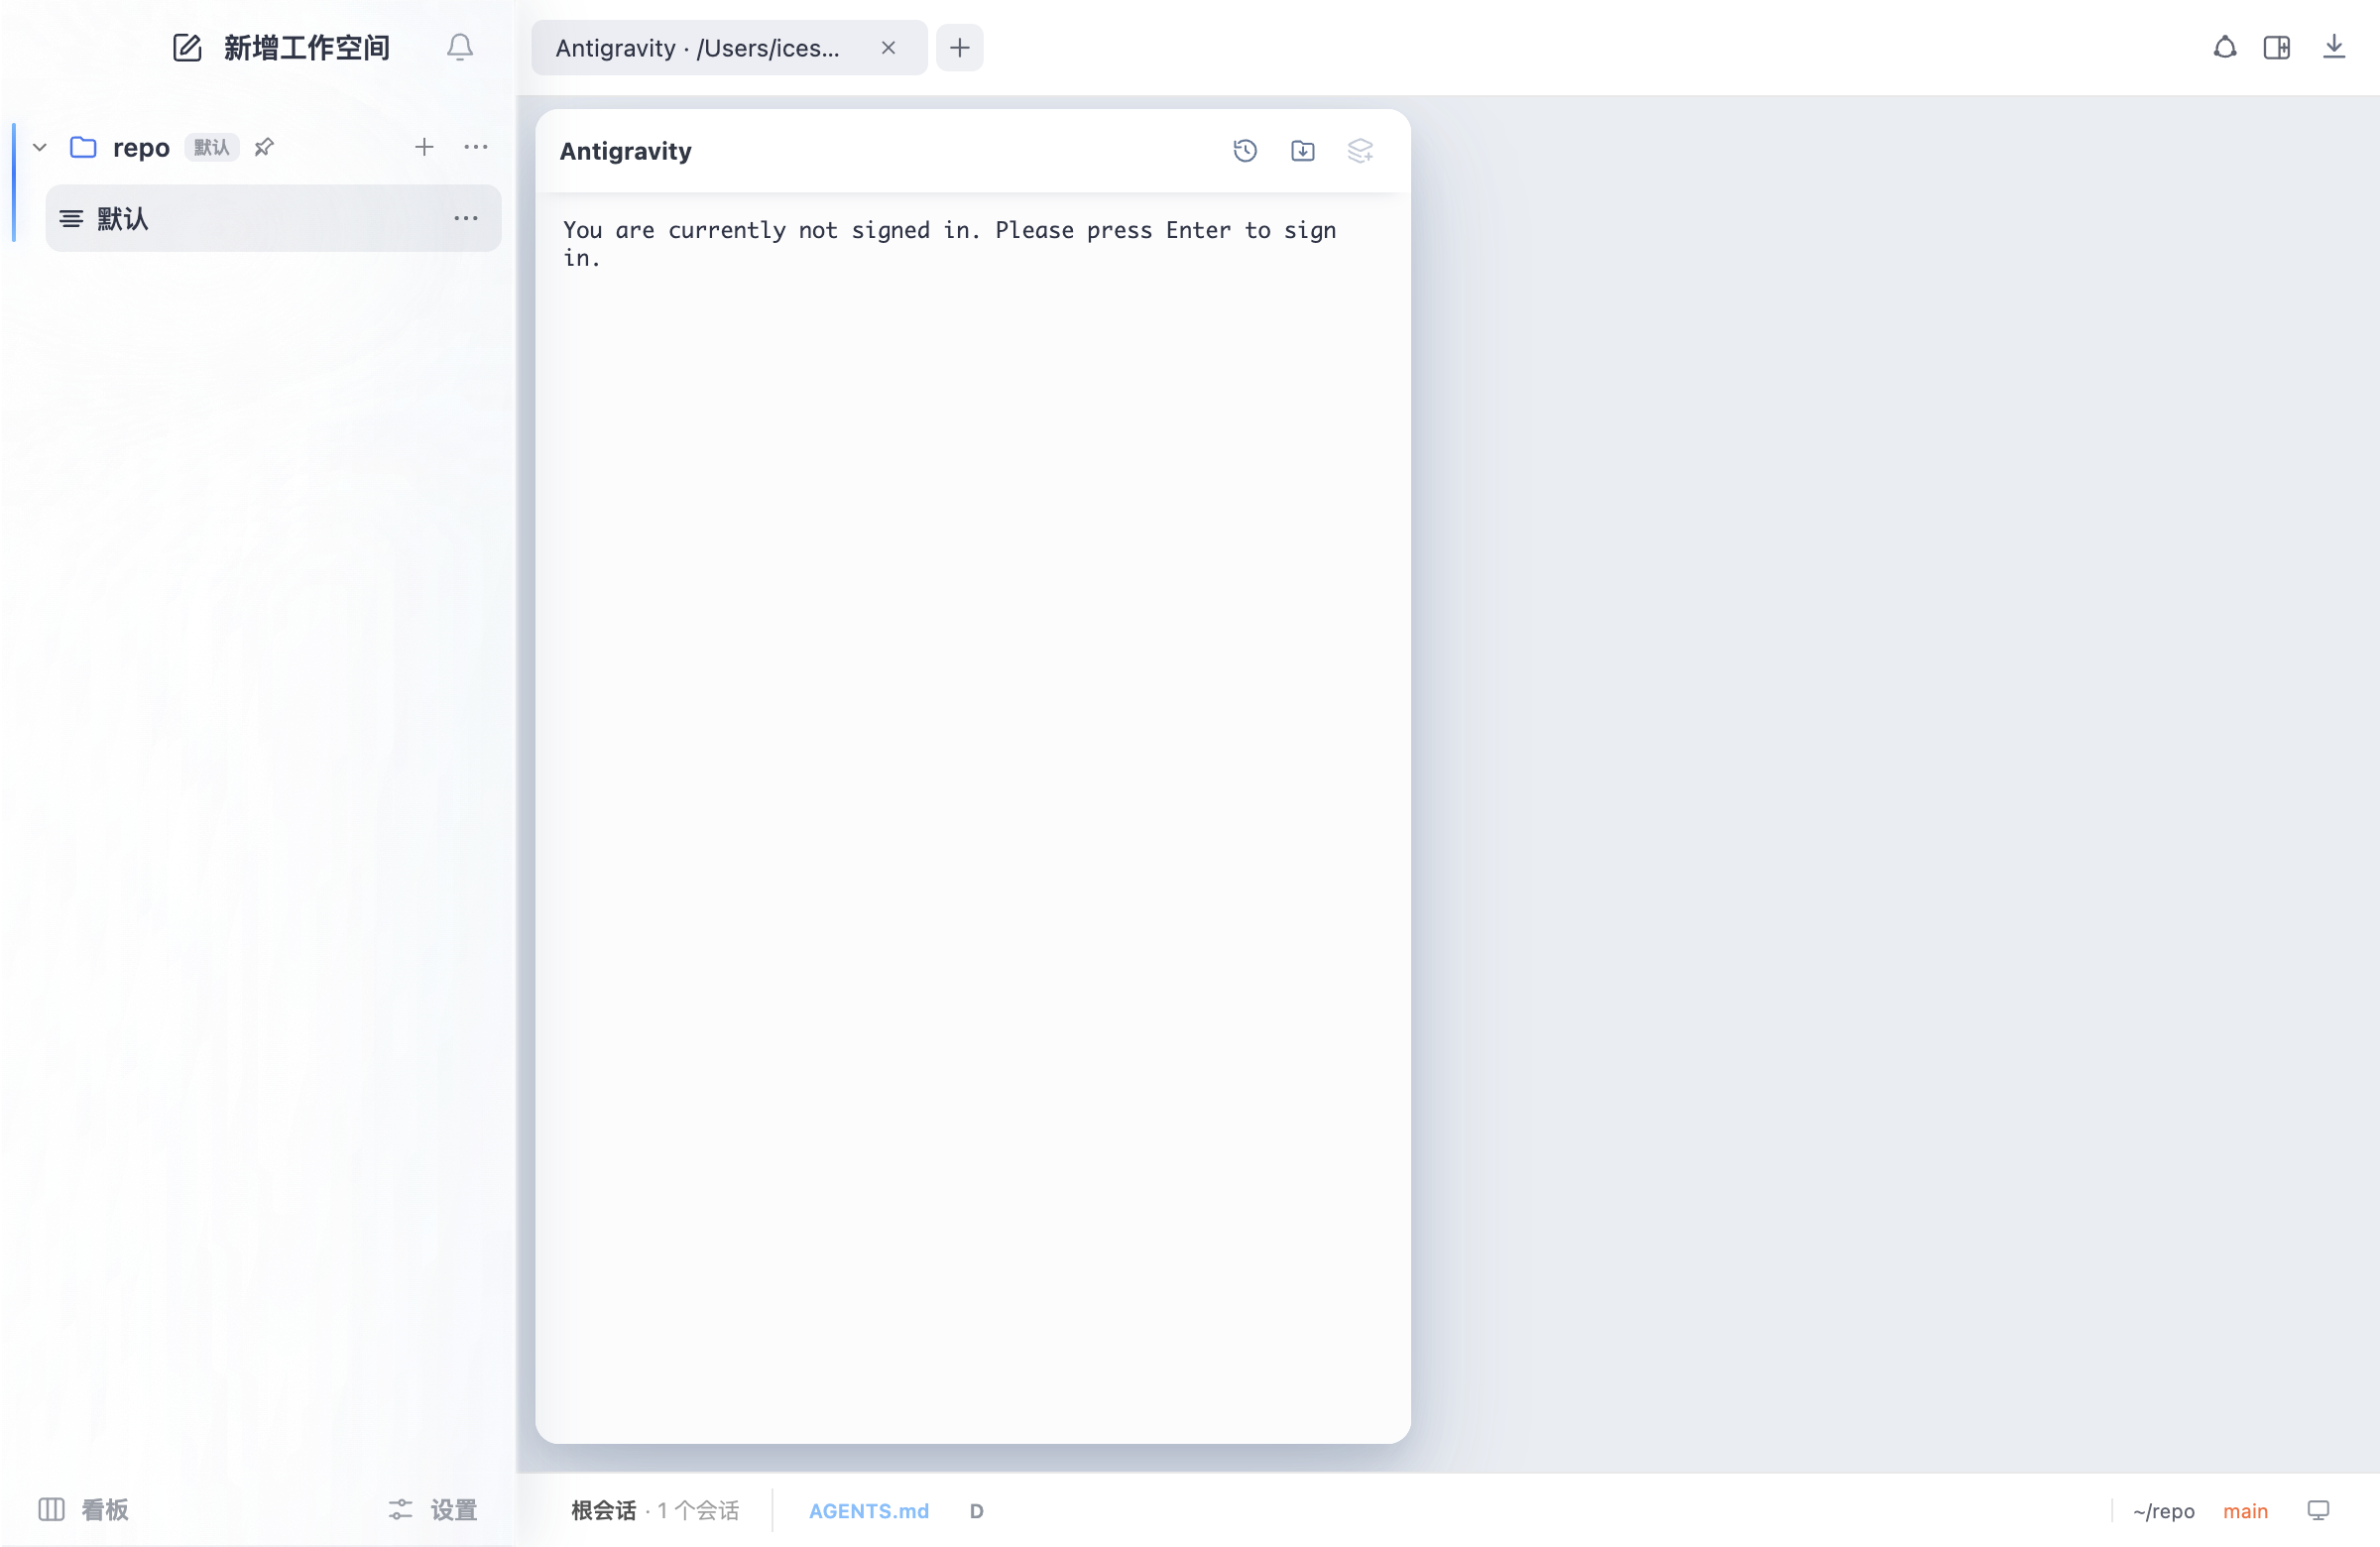 新增工作空间
Antigravity · /Users/ices...
repo 默认
默认
Antigravity
You are currently not signed in. Please press Enter to sign
in.
看板
设置
根会话 · 1 个会话
AGENTS.md
D
~/repo
main